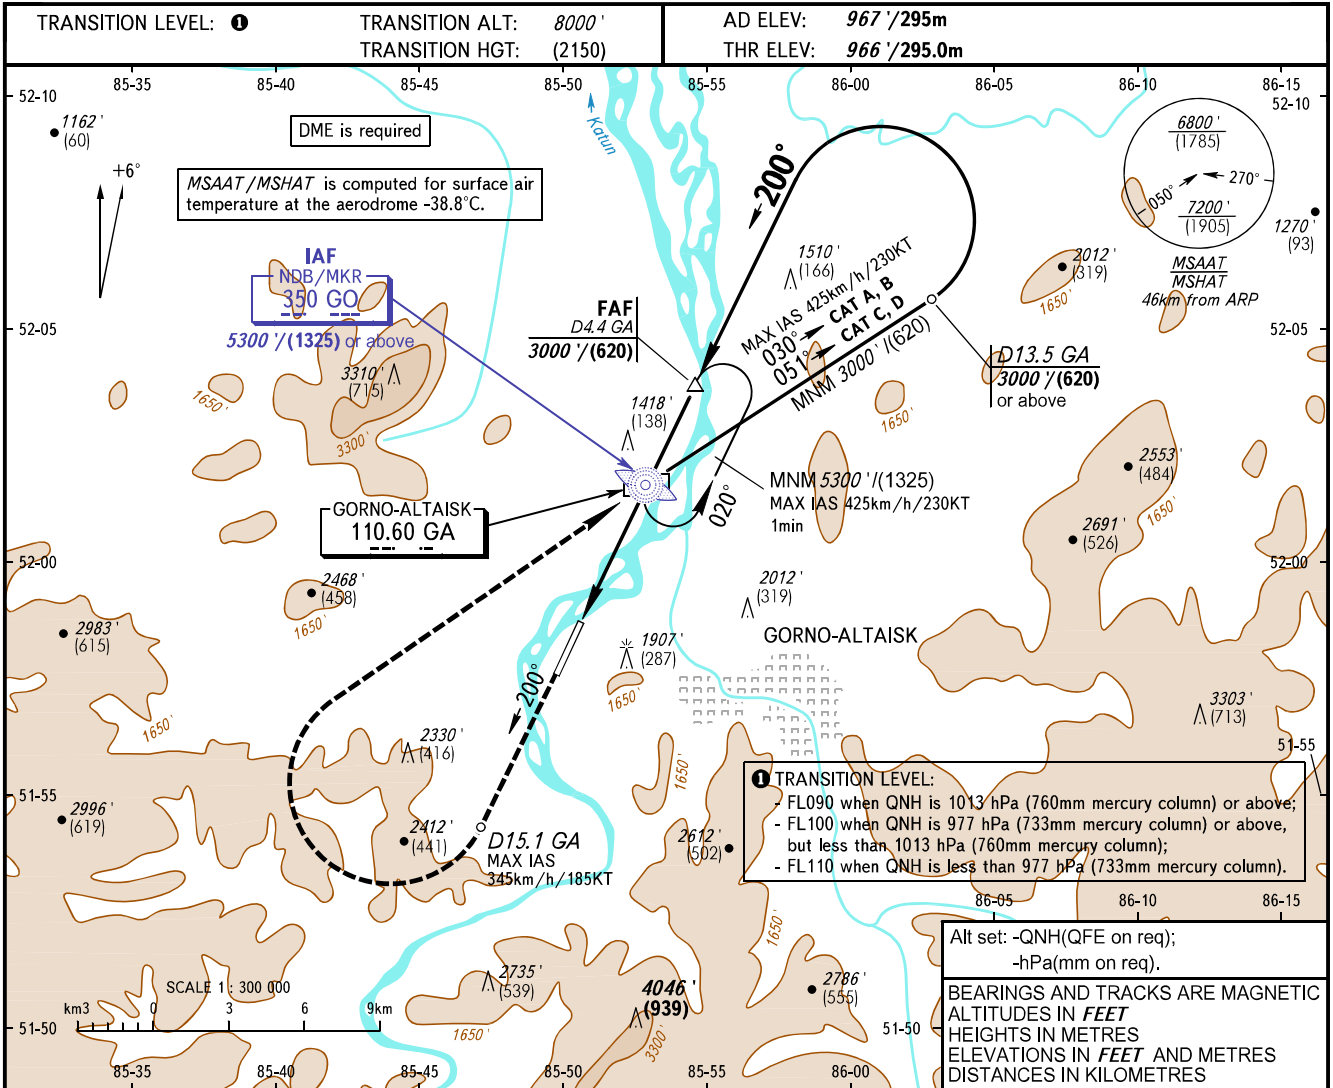 TRANSITION LEVEL: ❶
TRANSITION ALT: 8000 '
TRANSITION HGT: (2150)
AD ELEV: 967 '/295m
THR ELEV: 966 '/295.0m
85-35
85-45
85-50
85-55
86-00
86-05
86-10
86-15
85-40
52-10
52-10
1162 '
(60)
+6°
DME is required
MSAAT/MSHAT is computed for surface air
temperature at the aerodrome -38.8°C.
Katun
200°
6800 '
(1785)
050°
270°
7200 '
(1905)
MSAAT
MSHAT
46km from ARP
1270 '
(93)
2012 '
(319)
1650'
1510 '
(166)
IAF
NDB/MKR
350 GO
5300 '/(1325) or above
FAF
D4.4 GA
3000 '/(620)
MAX IAS 425km/h/230KT
030° CAT A, B
051° CAT C, D
MNM 3000 '/(620)
52-05
52-05
D13.5 GA
3000 '/(620)
or above
3310 '
(715)
1650'
3300'
1418 '
(138)
1650'
2553 '
(484)
1650'
MNM 5300 '/(1325)
MAX IAS 425km/h/230KT
1min
020°
GORNO-ALTAISK
110.60 GA
2691 '
(526)
52-00
52-00
2468 '
(458)
1650'
2012 '
(319)
2983 '
(615)
1907 '
(287)
GORNO-ALTAISK
200°
1650'
1650'
3303 '
(713)
2330 '
(416)
1650'
51-55
51-55
❶ TRANSITION LEVEL:
- FL090 when QNH is 1013 hPa (760mm mercury column) or above;
- FL100 when QNH is 977 hPa (733mm mercury column) or above,
but less than 1013 hPa (760mm mercury column);
- FL110 when QNH is less than 977 hPa (733mm mercury column).
2996 '
(619)
2412 '
(441)
D15.1 GA
MAX IAS
345km/h/185KT
2612 '
(502)
86-05
86-10
86-15
1650'
Alt set: -QNH(QFE on req);
-hPa(mm on req).
2735 '
(539)
4046 '
(939)
2786 '
(555)
SCALE 1 : 300 000
km3 0 3 6 9km
BEARINGS AND TRACKS ARE MAGNETIC
ALTITUDES IN FEET
HEIGHTS IN METRES
ELEVATIONS IN FEET AND METRES
DISTANCES IN KILOMETRES
51-50
51-50
1650'
3300'
85-35
85-40
85-45
85-50
85-55
86-00